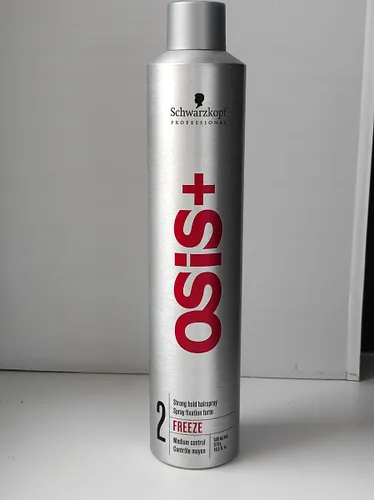 Schwarzkopf
PROFESSIONAL
OSiS+
2
Strong hold hairspray
Spray fixation forte
FREEZE
Medium control
Contrôle moyen